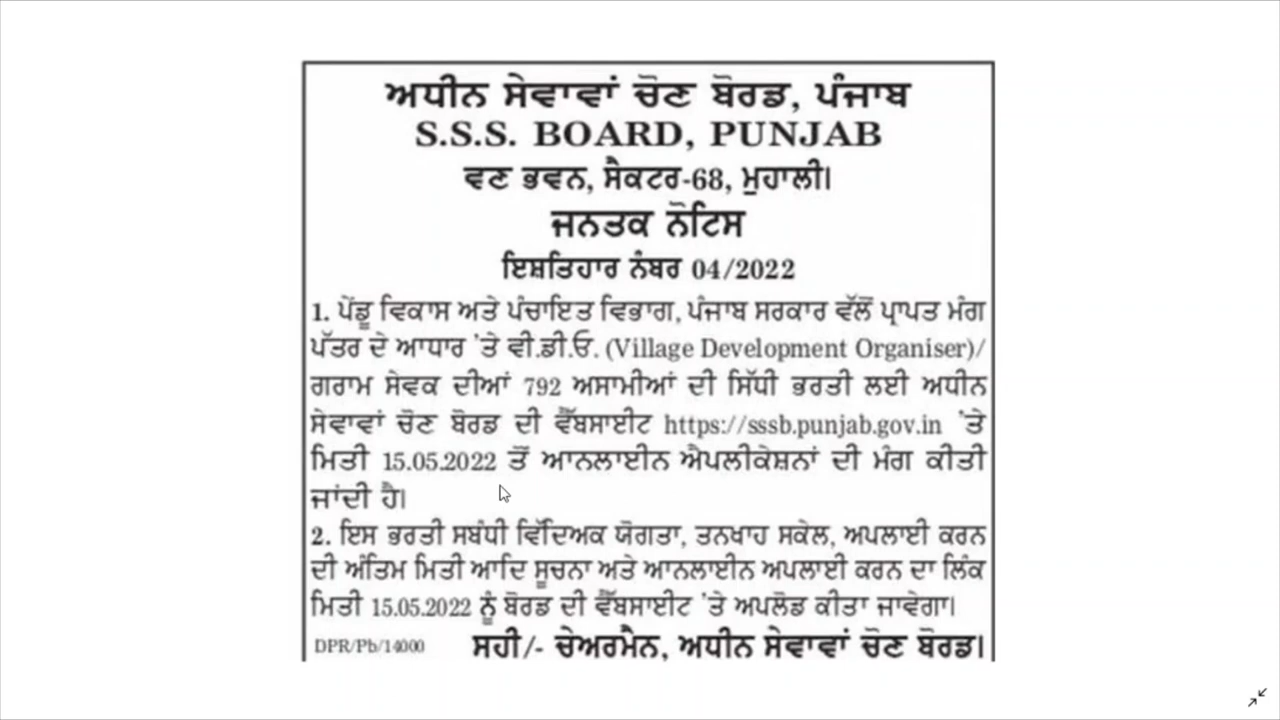 ਅਧੀਨ ਸੇਵਾਵਾਂ ਚੋਣ ਬੋਰਡ, ਪੰਜਾਬ
S.S.S. BOARD, PUNJAB
ਵਣ ਭਵਨ, ਸੈਕਟਰ-68, ਮੁਹਾਲੀ।
ਜਨਤਕ ਨੋਟਿਸ
ਇਸ਼ਤਿਹਾਰ ਨੰਬਰ 04/2022
1. ਪੇਂਡੂ ਵਿਕਾਸ ਅਤੇ ਪੰਚਾਇਤ ਵਿਭਾਗ, ਪੰਜਾਬ ਸਰਕਾਰ ਵੱਲੋਂ ਪ੍ਰਾਪਤ ਮੰਗ
ਪੱਤਰ ਦੇ ਆਧਾਰ 'ਤੇ ਵੀ.ਡੀ.ਓ. (Village Development Organiser)/
ਗਰਾਮ ਸੇਵਕ ਦੀਆਂ 792 ਅਸਾਮੀਆਂ ਦੀ ਸਿੱਧੀ ਭਰਤੀ ਲਈ ਅਧੀਨ
ਸੇਵਾਵਾਂ ਚੋਣ ਬੋਰਡ ਦੀ ਵੈੱਬਸਾਈਟ https://sssb.punjab.gov.in 'ਤੇ
ਮਿਤੀ 15.05.2022 ਤੋਂ ਆਨਲਾਈਨ ਐਪਲੀਕੇਸ਼ਨਾਂ ਦੀ ਮੰਗ ਕੀਤੀ
ਜਾਂਦੀ ਹੈ।
2. ਇਸ ਭਰਤੀ ਸਬੰਧੀ ਵਿੱਦਿਅਕ ਯੋਗਤਾ, ਤਨਖਾਹ ਸਕੇਲ, ਅਪਲਾਈ ਕਰਨ
ਦੀ ਅੰਤਿਮ ਮਿਤੀ ਆਦਿ ਸੂਚਨਾ ਅਤੇ ਆਨਲਾਈਨ ਅਪਲਾਈ ਕਰਨ ਦਾ ਲਿੰਕ
ਮਿਤੀ 15.05.2022 ਨੂੰ ਬੋਰਡ ਦੀ ਵੈੱਬਸਾਈਟ 'ਤੇ ਅਪਲੋਡ ਕੀਤਾ ਜਾਵੇਗਾ।
DPR/Pb/14000 ਸਹੀ/- ਚੇਅਰਮੈਨ, ਅਧੀਨ ਸੇਵਾਵਾਂ ਚੋਣ ਬੋਰਡ।